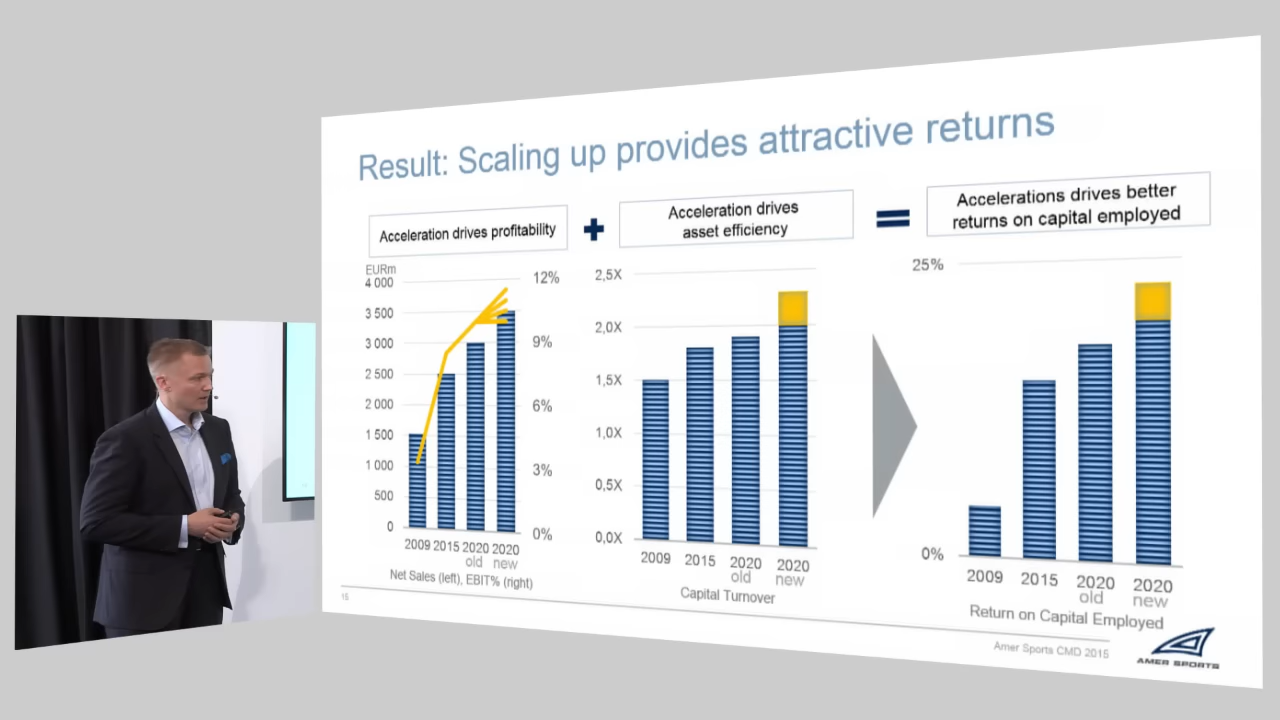 Result: Scaling up provides attractive returns
Acceleration drives profitability
Acceleration drives
asset efficiency
Accelerations drives better
returns on capital employed
EURm
4 000
3 500
3 000
2 500
2 000
1 500
1 000
500
0
12%
9%
6%
3%
0%
2009 2015 2020 2020
old new
Net Sales (left), EBIT% (right)
2,5X
2,0X
1,5X
1,0X
0,5X
0,0X
2009 2015 2020 2020
old new
Capital Turnover
25%
0%
2009 2015 2020 2020
old new
Return on Capital Employed
15
Amer Sports CMD 2015
AMER SPORTS